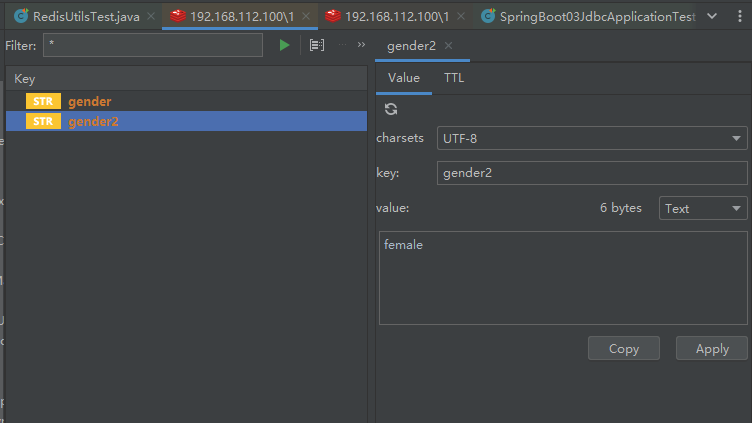 RedisUtilsTest.java 192.168.112.100\1 192.168.112.100\1 SpringBoot03JdbcApplicationTest
Filter: * gender2
Key Value TTL
STR gender
STR gender2
charsets UTF-8
key: gender2
value: 6 bytes Text
female
Copy Apply